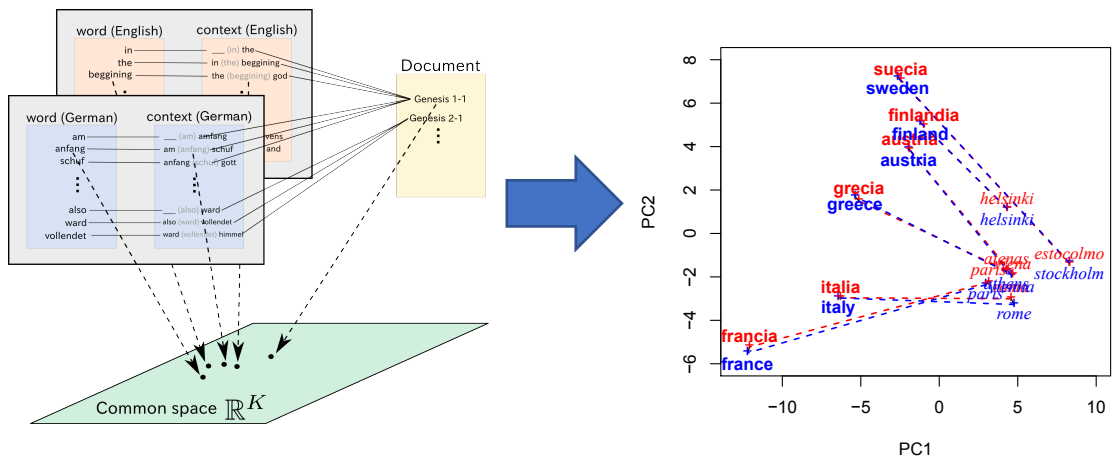 word (English)
context (English)
in
__ (in) the
the
in (the) beggining
beggining
the (beggining) god
vens
and
word (German)
context (German)
am
__ (am) amfang
anfang
am (anfang) schuf
schuf
anfang (schuf) gott
also
__ (also) ward
ward
also (ward) vollendet
vollendet
ward (vollendet) himmel
Document
Genesis 1-1
Genesis 2-1
Common space ℝ^K
PC2
8
6
4
2
0
−2
−4
−6
suecia
sweden
finlandia
finland
austria
austria
grecia
greece
helsinki
helsinki
estocolmo
stockholm
atenas
paris
athens
paris
italia
italy
rome
francia
france
−10
−5
0
5
10
PC1